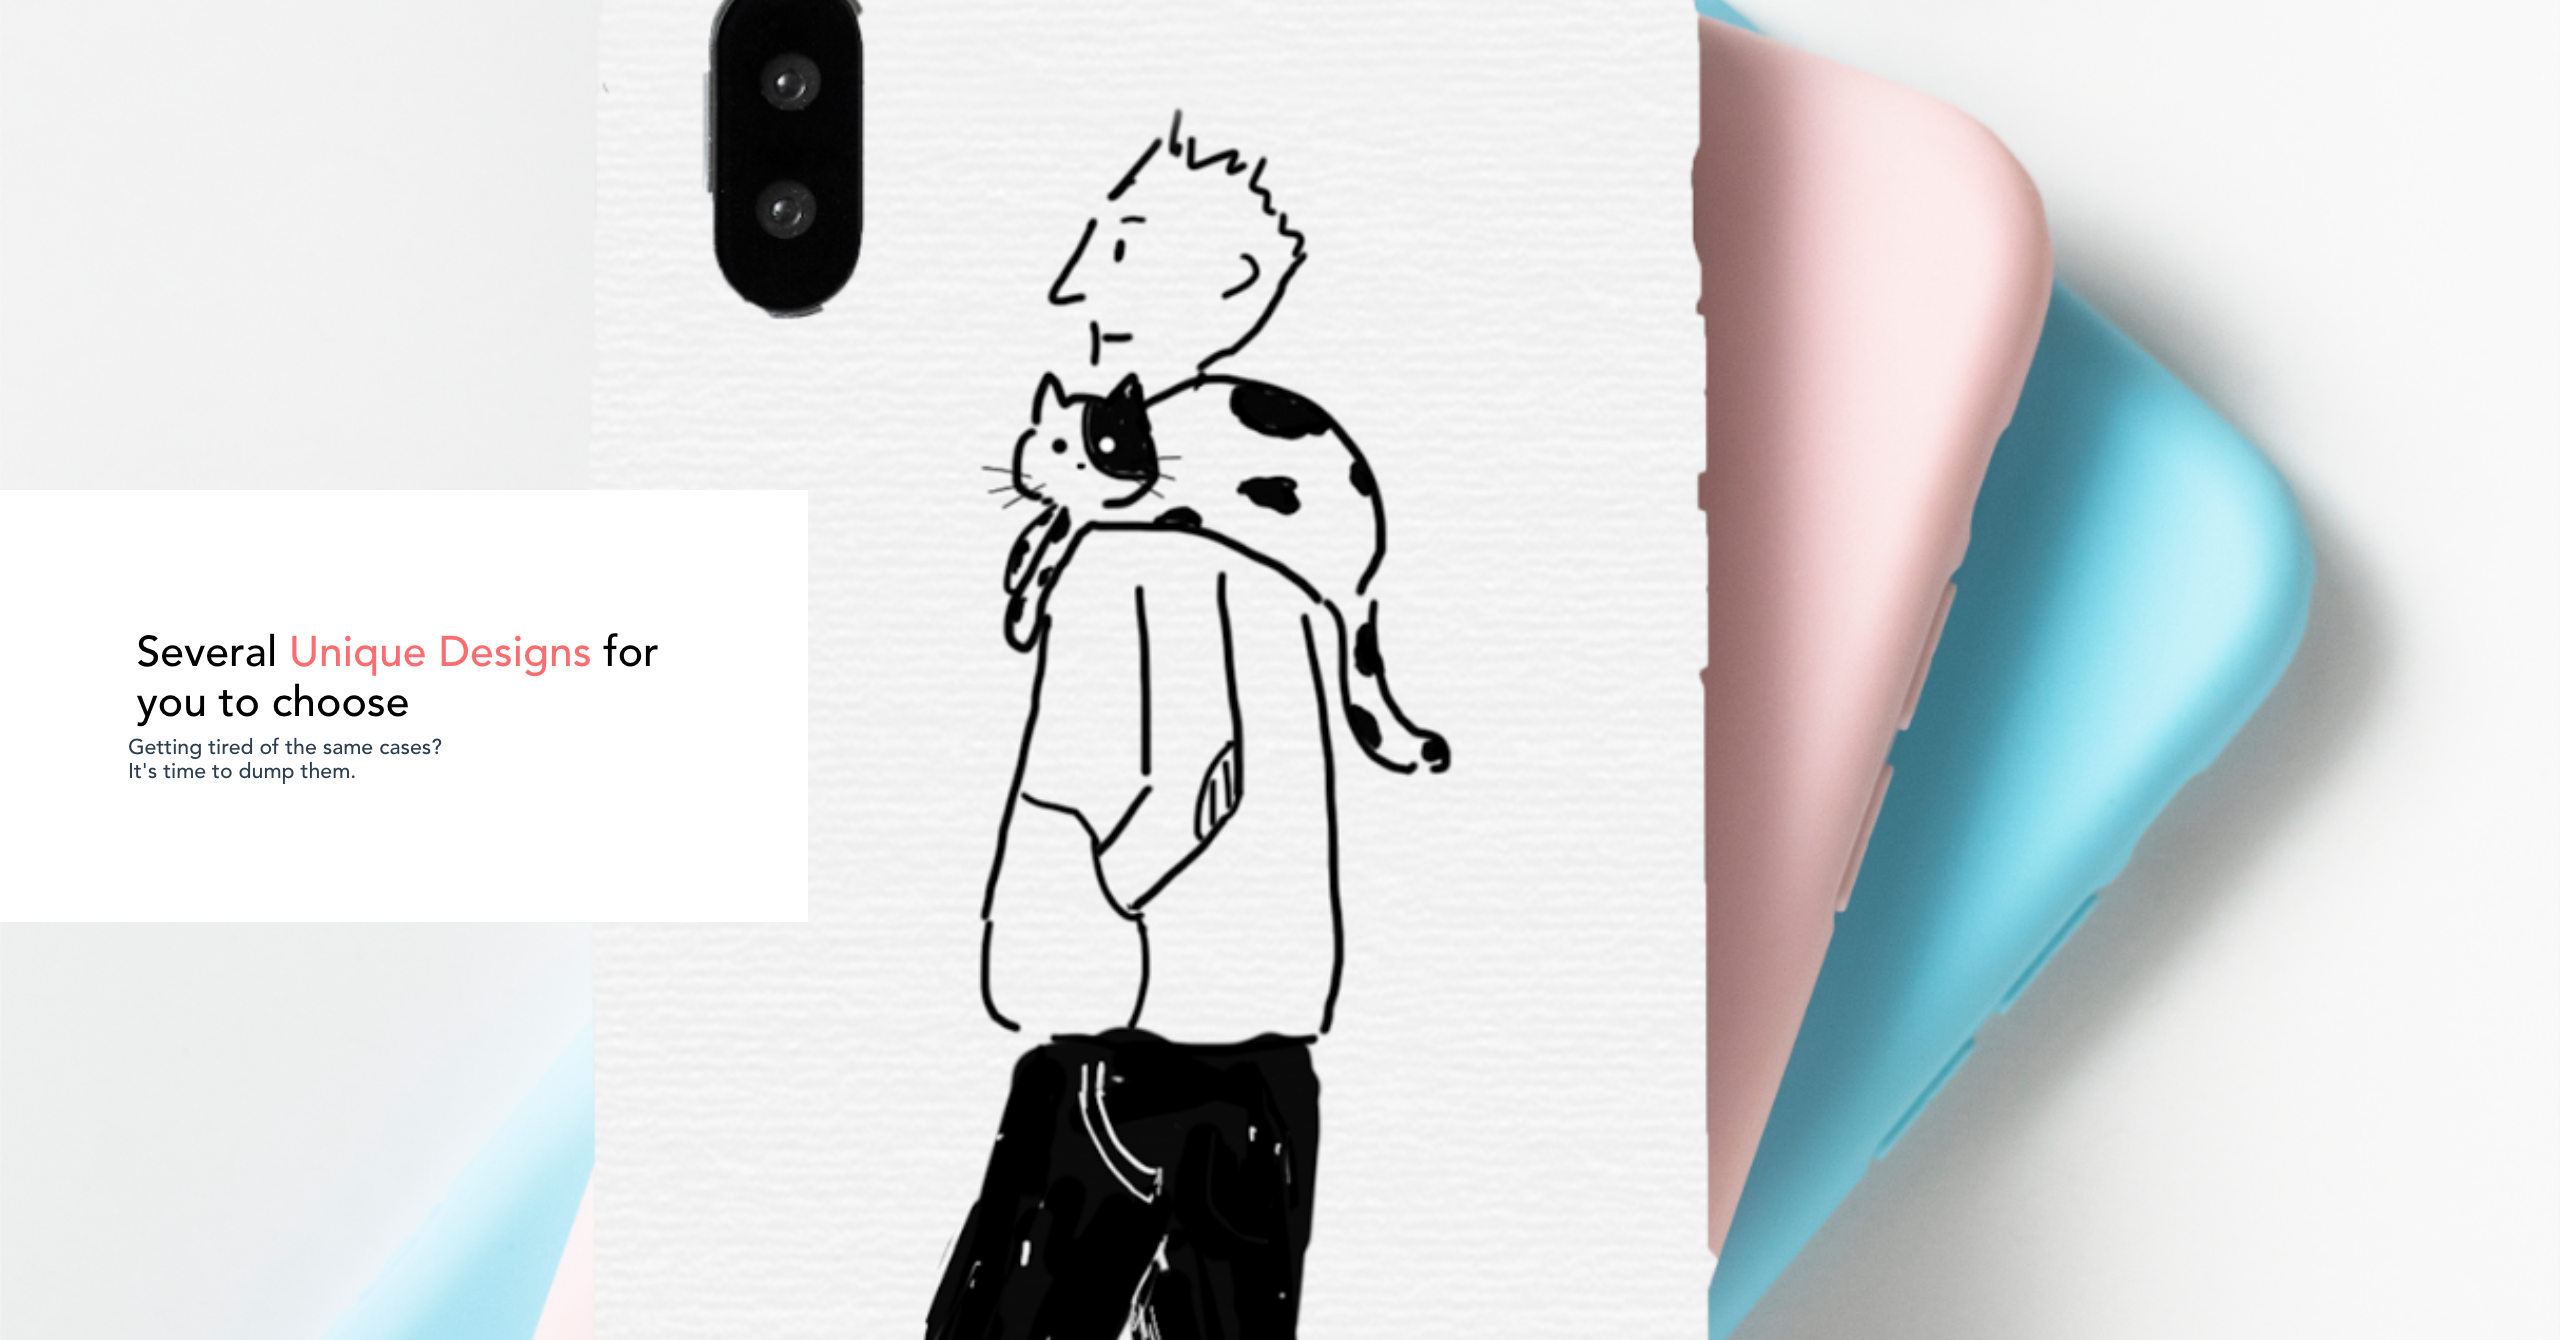 Several Unique Designs for
you to choose
Getting tired of the same cases?
It's time to dump them.